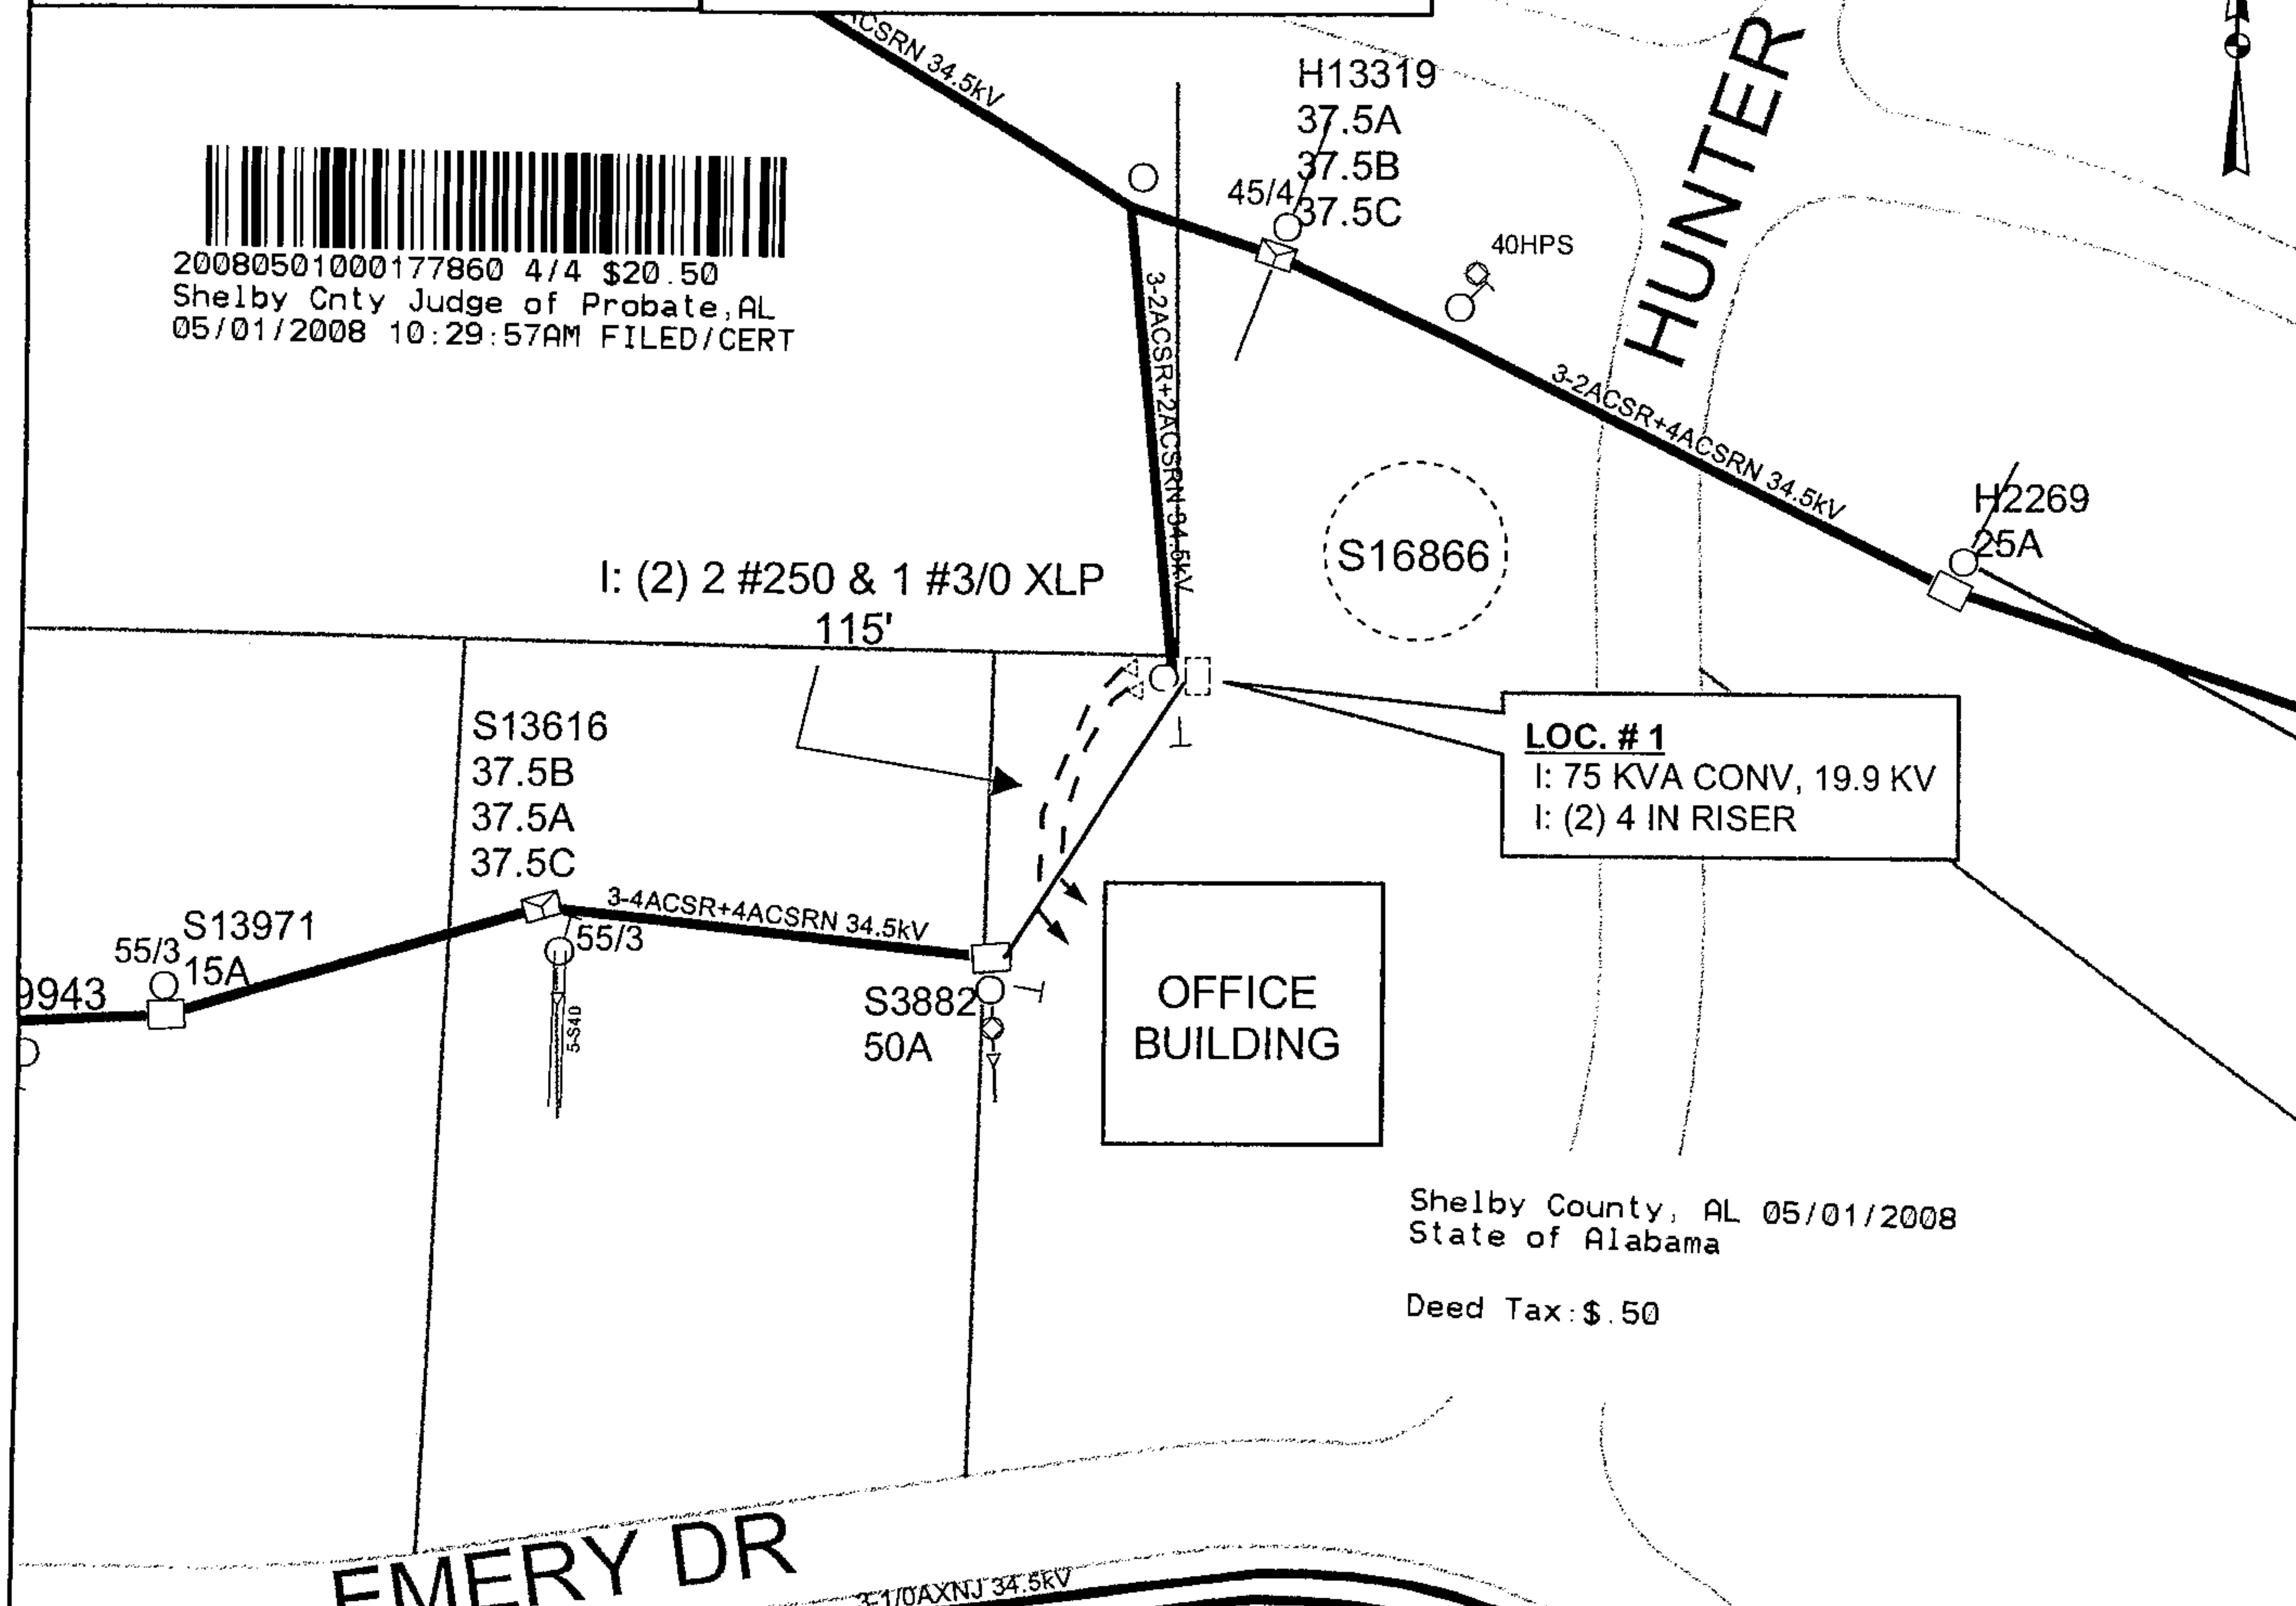 ACSRN 34.5kV
H13319
37.5A
37.5B
37.5C
45/4
40HPS
HUNTER
20080501000177860 4/4 $20.50
Shelby Cnty Judge of Probate,AL
05/01/2008 10:29:57AM FILED/CERT
3-2ACSR+2ACSRN 34.5kV
3-2ACSR+4ACSRN 34.5kV
S16866
H2269
25A
I: (2) 2 #250 & 1 #3/0 XLP
115'
LOC. # 1
I: 75 KVA CONV, 19.9 KV
I: (2) 4 IN RISER
S13616
37.5B
37.5A
37.5C
3-4ACSR+4ACSRN 34.5kV
55/3
S13971
55/3
15A
9943
5-S40
S3882
50A
OFFICE
BUILDING
Shelby County, AL 05/01/2008
State of Alabama
Deed Tax:$.50
EMERY DR
3-1/0AXNJ 34.5kV